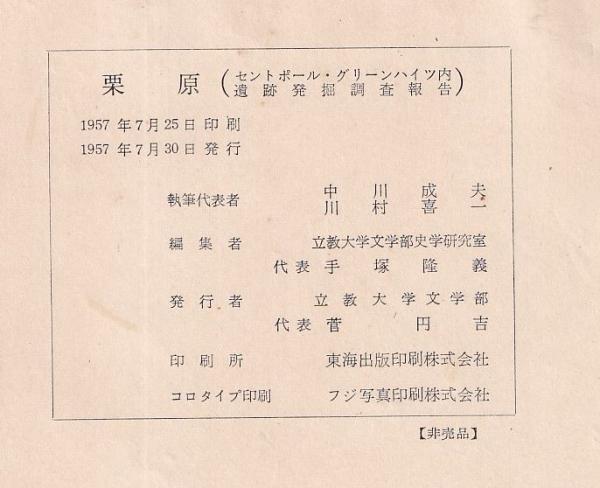 栗原（セントポール・グリーンハイツ内
遺跡発掘調査報告）
1957年7月25日印刷
1957年7月30日発行
執筆代表者 中川成夫
川村喜一
編集者 立教大学文学部史学研究室
代表手塚隆義
発行者 立教大学文学部
代表菅円吉
印刷所 東海出版印刷株式会社
コロタイプ印刷 フジ写真印刷株式会社
【非売品】